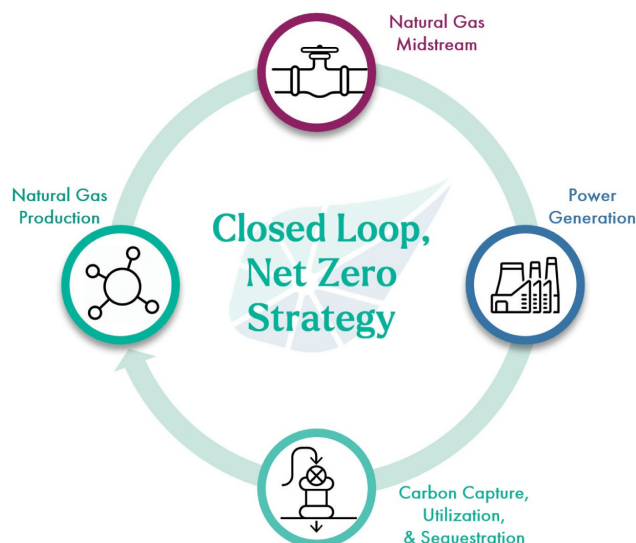 Natural Gas
Midstream
Natural Gas
Production
Power
Generation
Closed Loop,
Net Zero
Strategy
Carbon Capture,
Utilization,
& Sequestration